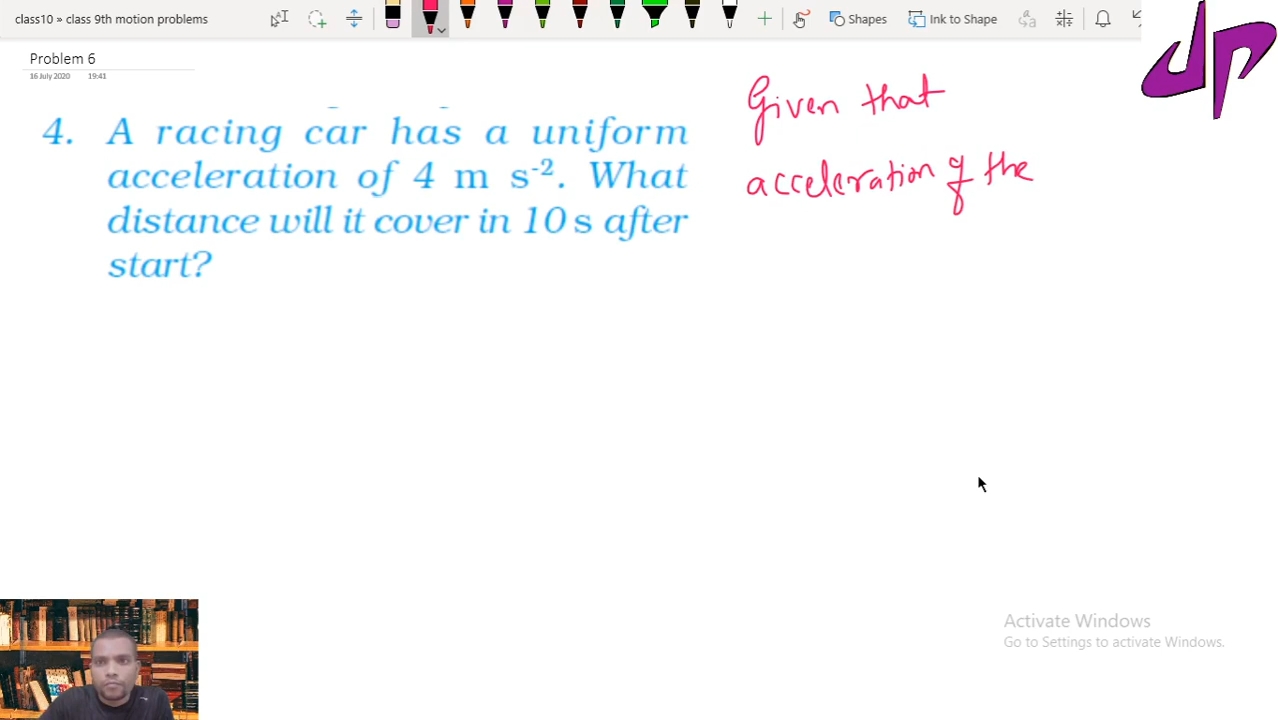 class10 » class 9th motion problems
Shapes
Ink to Shape
Problem 6
16 July 2020 19:41
4. A racing car has a uniform
acceleration of 4 m s-2. What
distance will it cover in 10 s after
start?
Given that
acceleration of the
Activate Windows
Go to Settings to activate Windows.